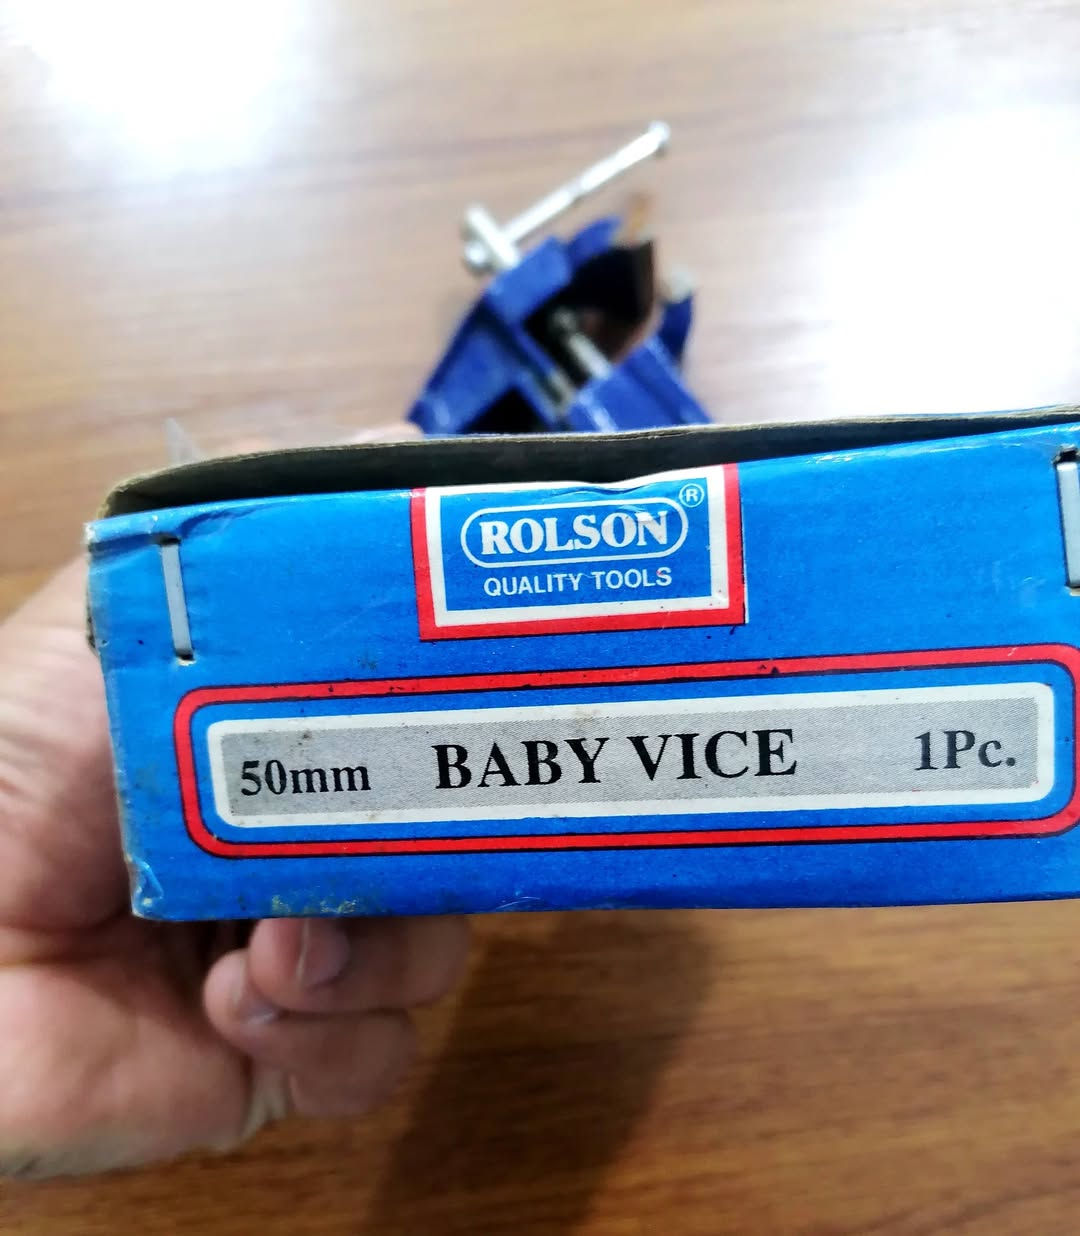 ROLSON®
QUALITY TOOLS
50mm BABY VICE 1Pc.